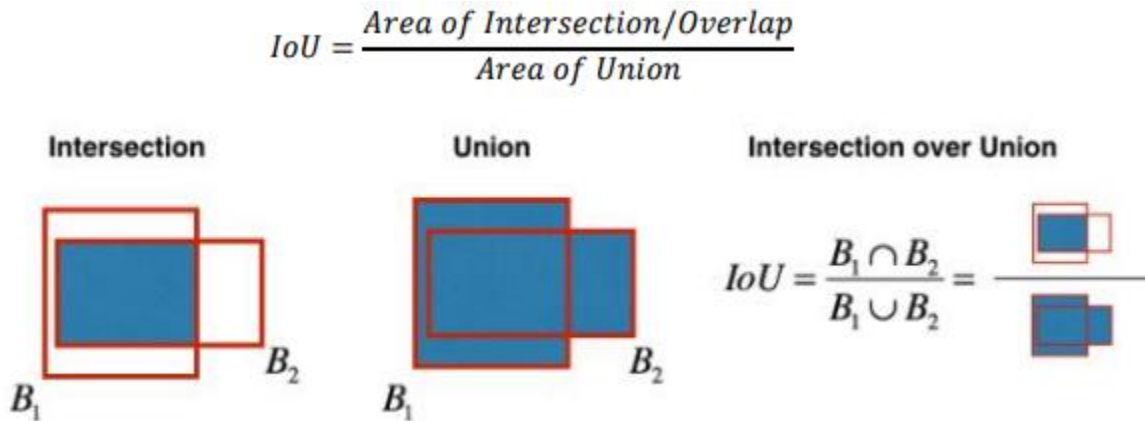 IoU = Area of Intersection/Overlap / Area of Union
Intersection
Union
Intersection over Union
B₁
B₂
B₁
B₂
IoU = B₁ ∩ B₂ / B₁ ∪ B₂ =